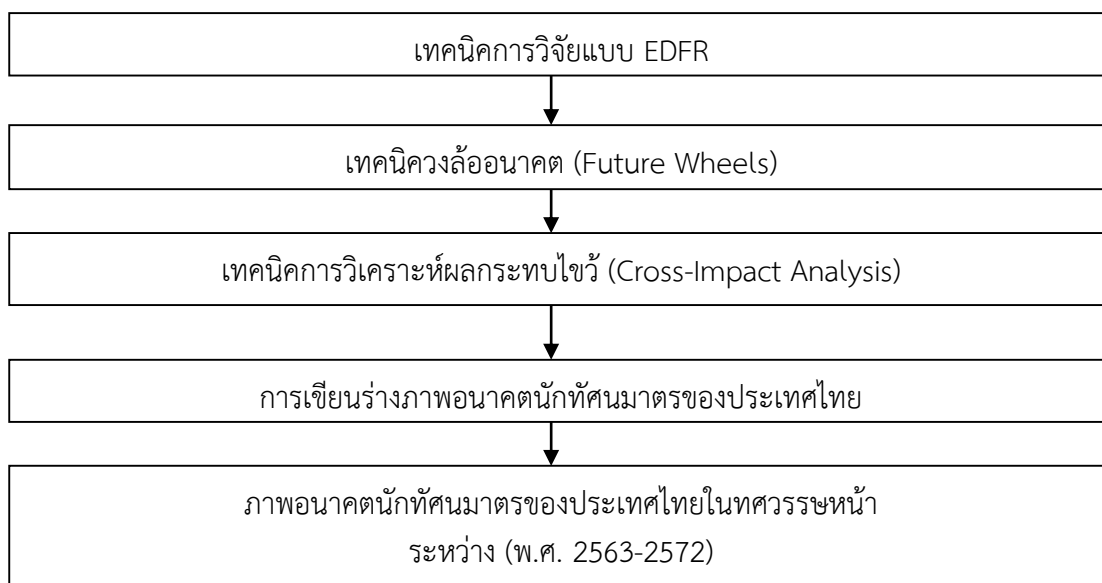 เทคนิคการวิจัยแบบ EDFR
เทคนิควงล้ออนาคต (Future Wheels)
เทคนิคการวิเคราะห์ผลกระทบไขว้ (Cross-Impact Analysis)
การเขียนร่างภาพอนาคตนักทัศนมาตรของประเทศไทย
ภาพอนาคตนักทัศนมาตรของประเทศไทยในทศวรรษหน้า
ระหว่าง (พ.ศ. 2563-2572)